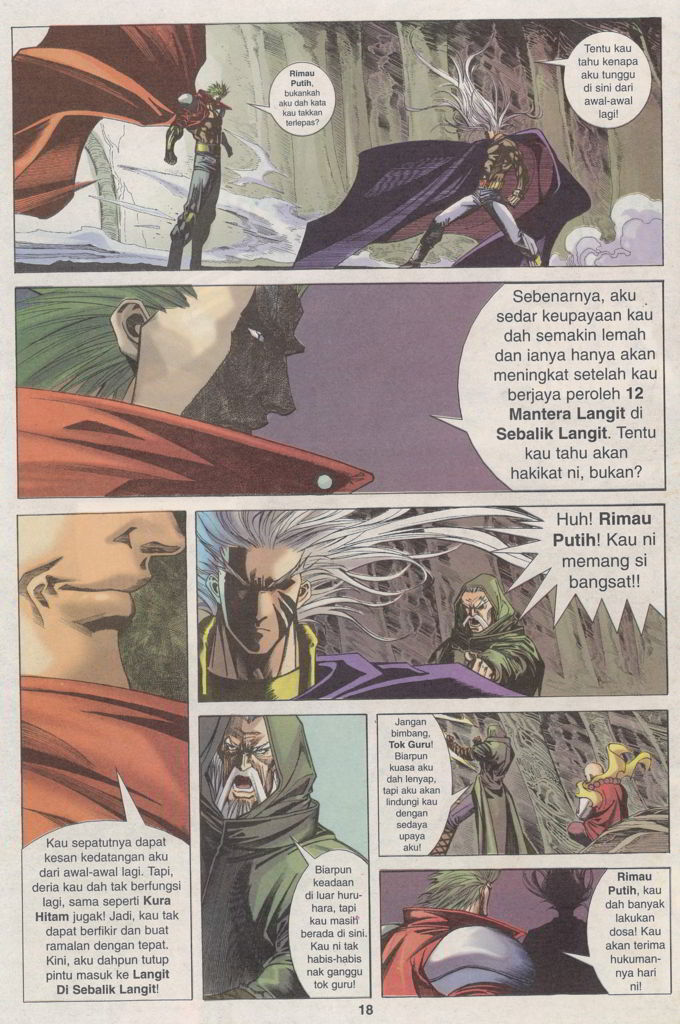 Rimau
Putih,
bukankah
aku dah kata
kau takkan
terlepas?
Tentu kau
tahu kenapa
aku tunggu
di sini dari
awal-awal
lagi!
Sebenarnya, aku
sedar keupayaan kau
dah semakin lemah
dan ianya hanya akan
meningkat setelah kau
berjaya peroleh 12
Mantera Langit di
Sebalik Langit. Tentu
kau tahu akan
hakikat ni, bukan?
Kau sepatutnya dapat
kesan kedatangan aku
dari awal-awal lagi. Tapi,
deria kau dah tak berfungsi
lagi, sama seperti Kura
Hitam jugak! Jadi, kau tak
dapat berfikir dan buat
ramalan dengan tepat.
Kini, aku dahpun tutup
pintu masuk ke Langit
Di Sebalik Langit!
Huh! Rimau
Putih! Kau ni
memang si
bangsat!!
Biarpun
keadaan
di luar huru-
hara, tapi
kau masih
berada di sini.
Kau ni tak
habis-habis
nak ganggu
tok guru!
Jangan
bimbang,
Tok Guru!
Biarpun
kuasa aku
dah lenyap,
tapi aku akan
lindungi kau
dengan
sedaya
upaya
aku!
Rimau
Putih, kau
dah banyak
lakukan
dosa! Kau
akan terima
hukuman-
nya hari
ni!
18